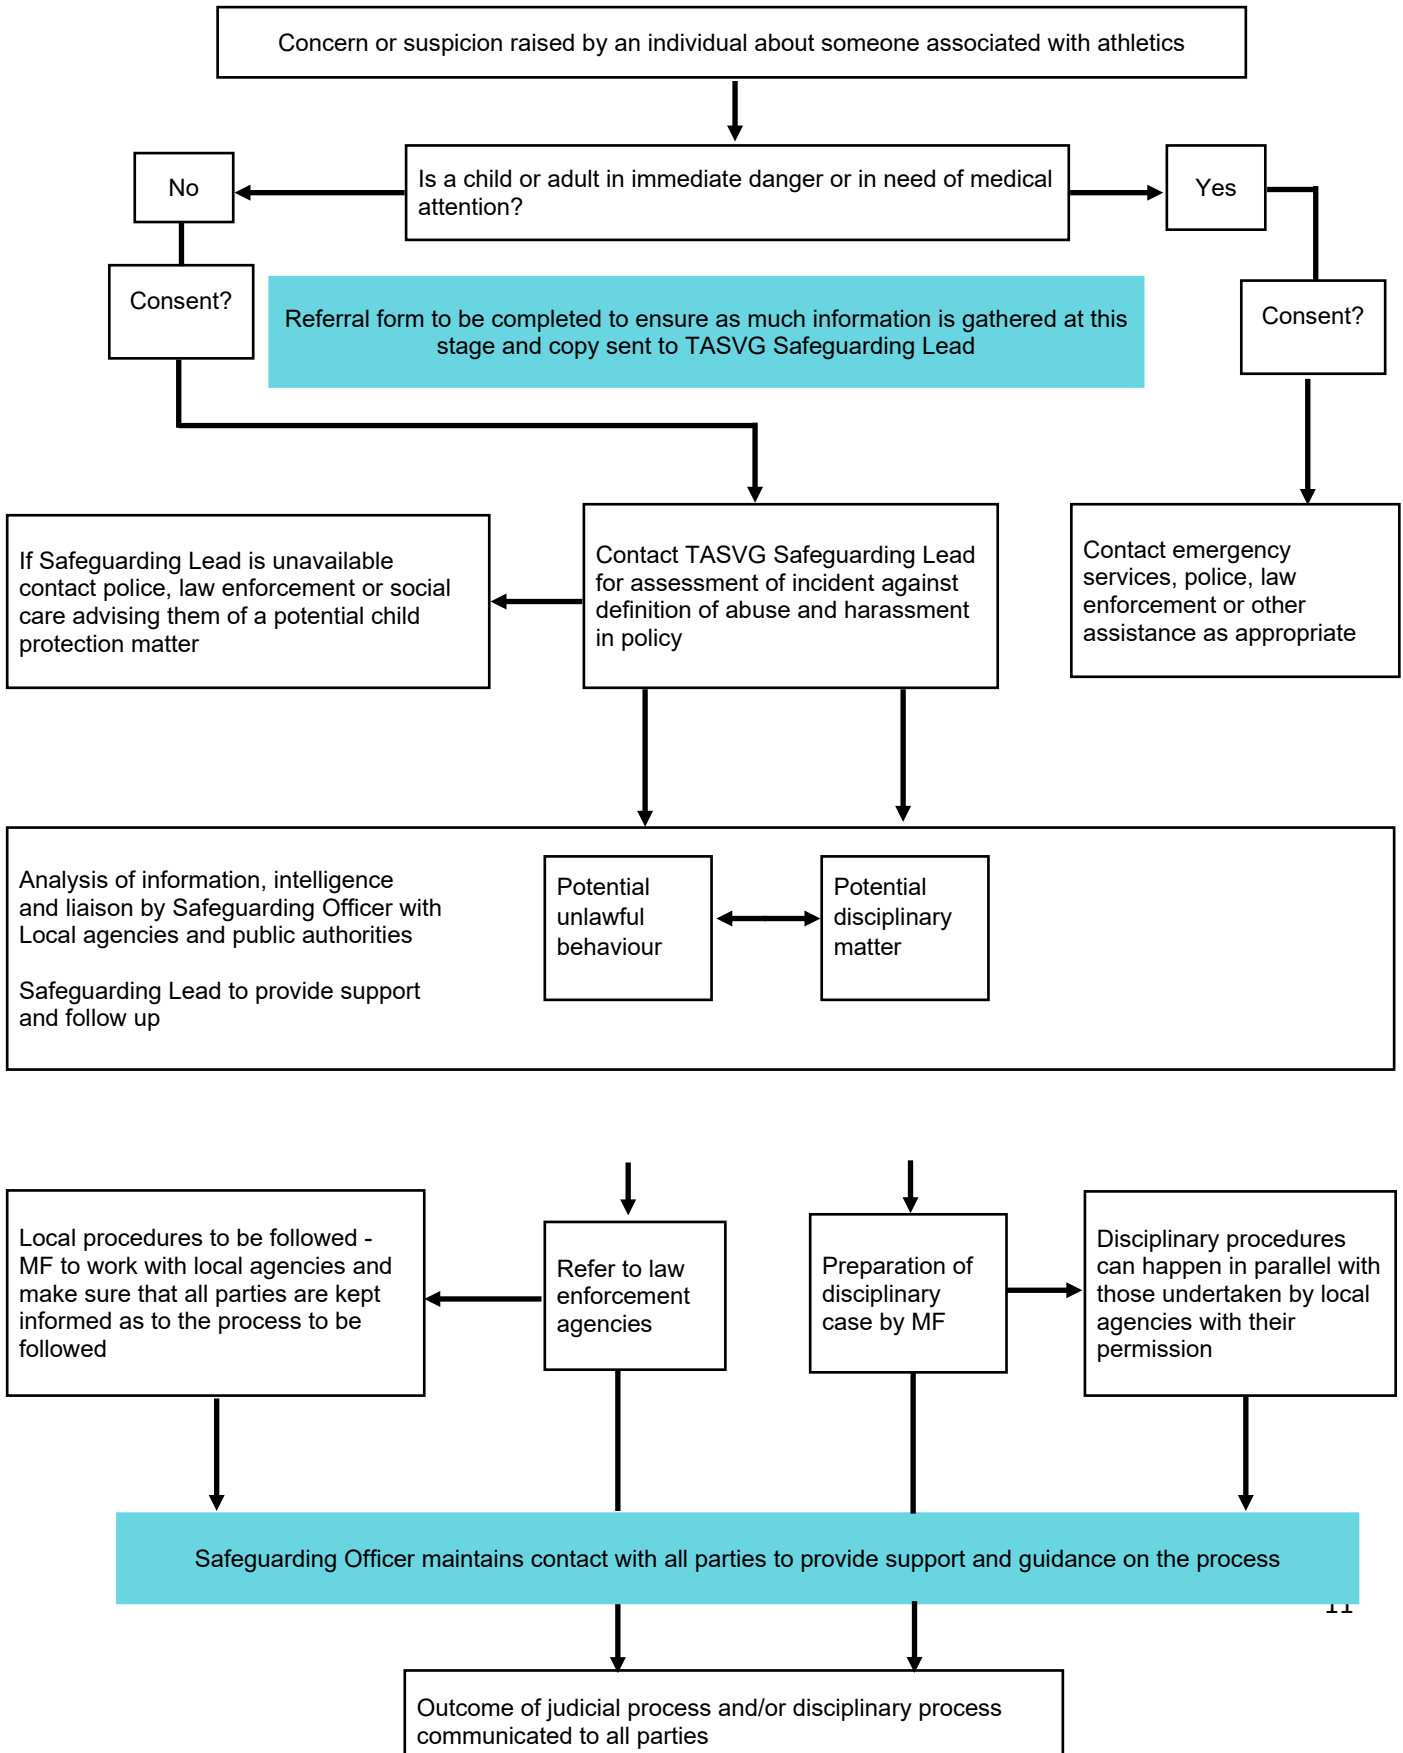 Concern or suspicion raised by an individual about someone associated with athletics
No
Is a child or adult in immediate danger or in need of medical
attention?
Yes
Consent?
Referral form to be completed to ensure as much information is gathered at this
stage and copy sent to TASVG Safeguarding Lead
Consent?
If Safeguarding Lead is unavailable
contact police, law enforcement or social
care advising them of a potential child
protection matter
Contact TASVG Safeguarding Lead
for assessment of incident against
definition of abuse and harassment
in policy
Contact emergency
services, police, law
enforcement or other
assistance as appropriate
Analysis of information, intelligence
and liaison by Safeguarding Officer with
Local agencies and public authorities
Safeguarding Lead to provide support
and follow up
Potential
unlawful
behaviour
Potential
disciplinary
matter
Local procedures to be followed -
MF to work with local agencies and
make sure that all parties are kept
informed as to the process to be
followed
Refer to law
enforcement
agencies
Preparation of
disciplinary
case by MF
Disciplinary procedures
can happen in parallel with
those undertaken by local
agencies with their
permission
Safeguarding Officer maintains contact with all parties to provide support and guidance on the process
11
Outcome of judicial process and/or disciplinary process
communicated to all parties